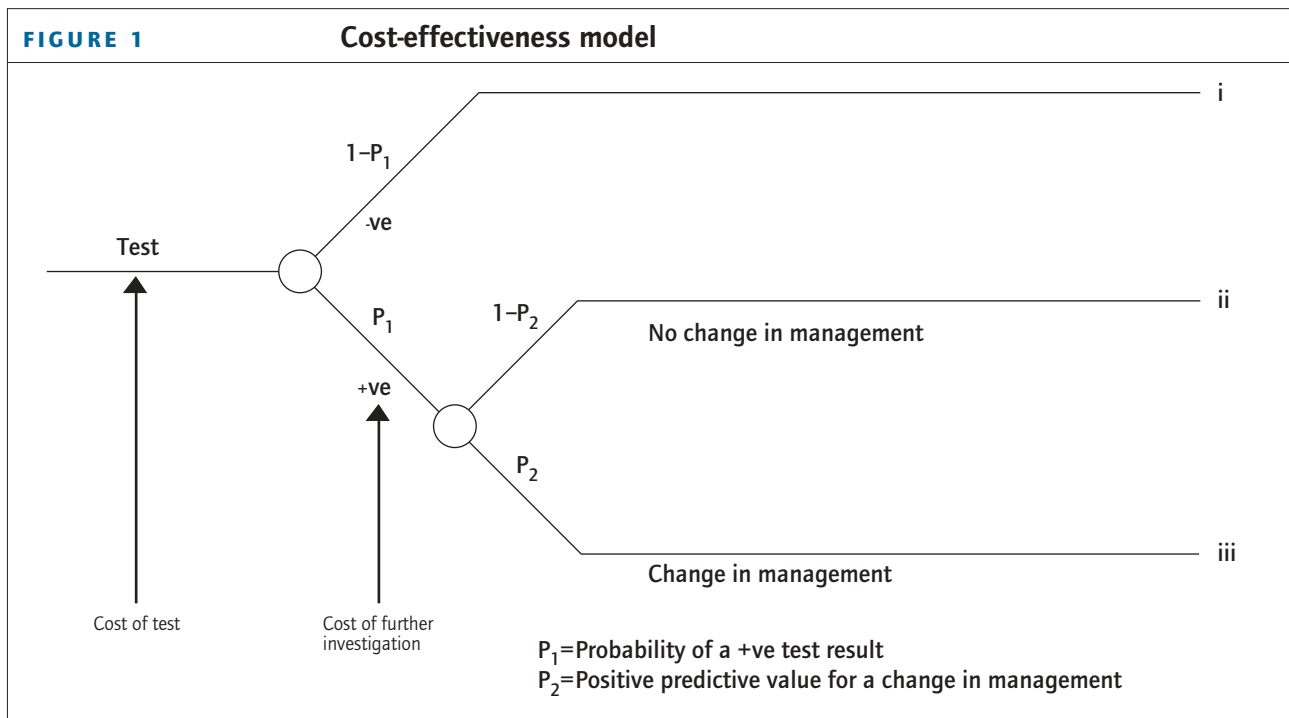 FIGURE 1 Cost-effectiveness model
i
1–P₁
-ve
Test
ii
1–P₂
P₁
No change in management
+ve
P₂
iii
Change in management
Cost of test
Cost of further
investigation
P₁=Probability of a +ve test result
P₂=Positive predictive value for a change in management